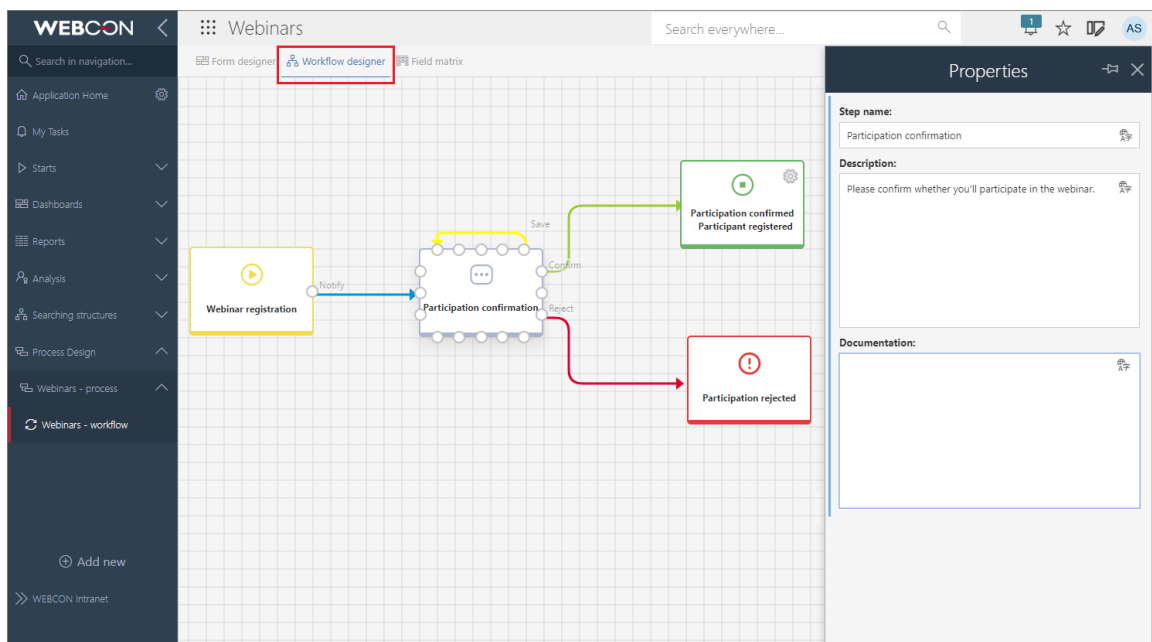 WEBCON
Webinars
Search everywhere...
1
AS
Search in navigation...
Application Home
My Tasks
Starts
Dashboards
Reports
Analysis
Searching structures
Process Design
Webinars - process
Webinars - workflow
Add new
WEBCON Intranet
Form designer
Workflow designer
Field matrix
Webinar registration
Notify
Save
Participation confirmation
Confirm
Reject
Participation confirmed
Participant registered
Participation rejected
Properties
Step name:
Participation confirmation
Description:
Please confirm whether you'll participate in the webinar.
Documentation: